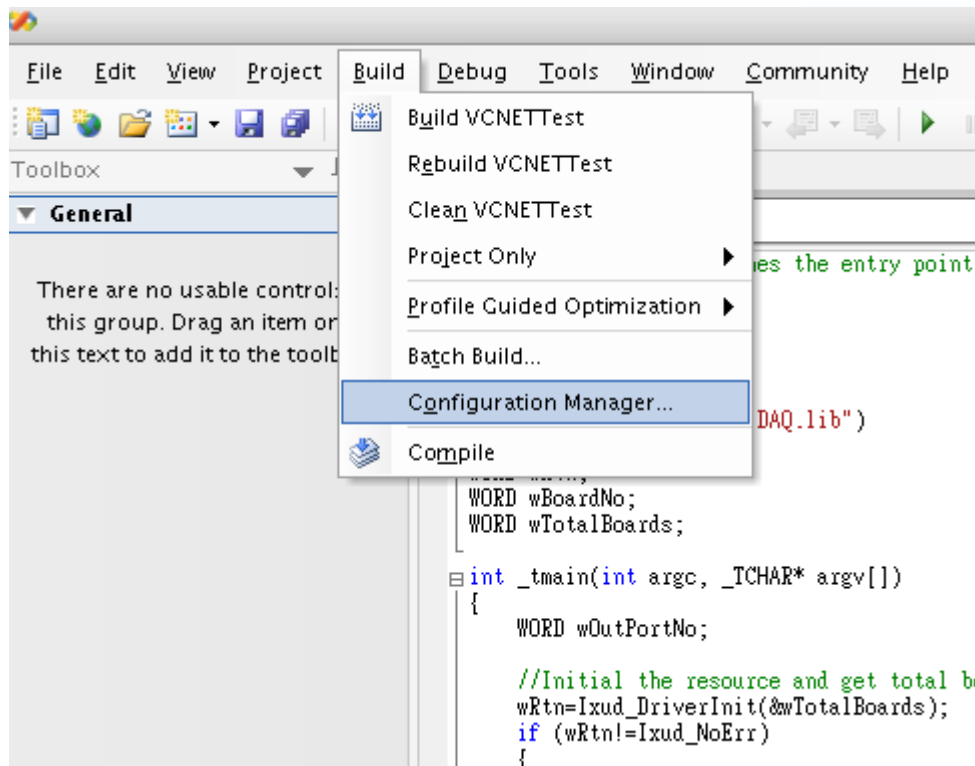 File Edit View Project Build Debug Tools Window Community Help
Toolbox
General
There are no usable control
this group. Drag an item or
this text to add it to the toolb
Build VCNETTest
Rebuild VCNETTest
Clean VCNETTest
Project Only
Profile Guided Optimization
Batch Build...
Configuration Manager...
Compile
the entry point
DAQ.lib")
WORD wBoardNo;
WORD wTotalBoards;
int _tmain(int argc, _TCHAR* argv[])
{
WORD wOutPortNo;
//Initial the resource and get total
wRtn=Ixud_DriverInit(&wTotalBoards);
if (wRtn!=Ixud_NoErr)
{